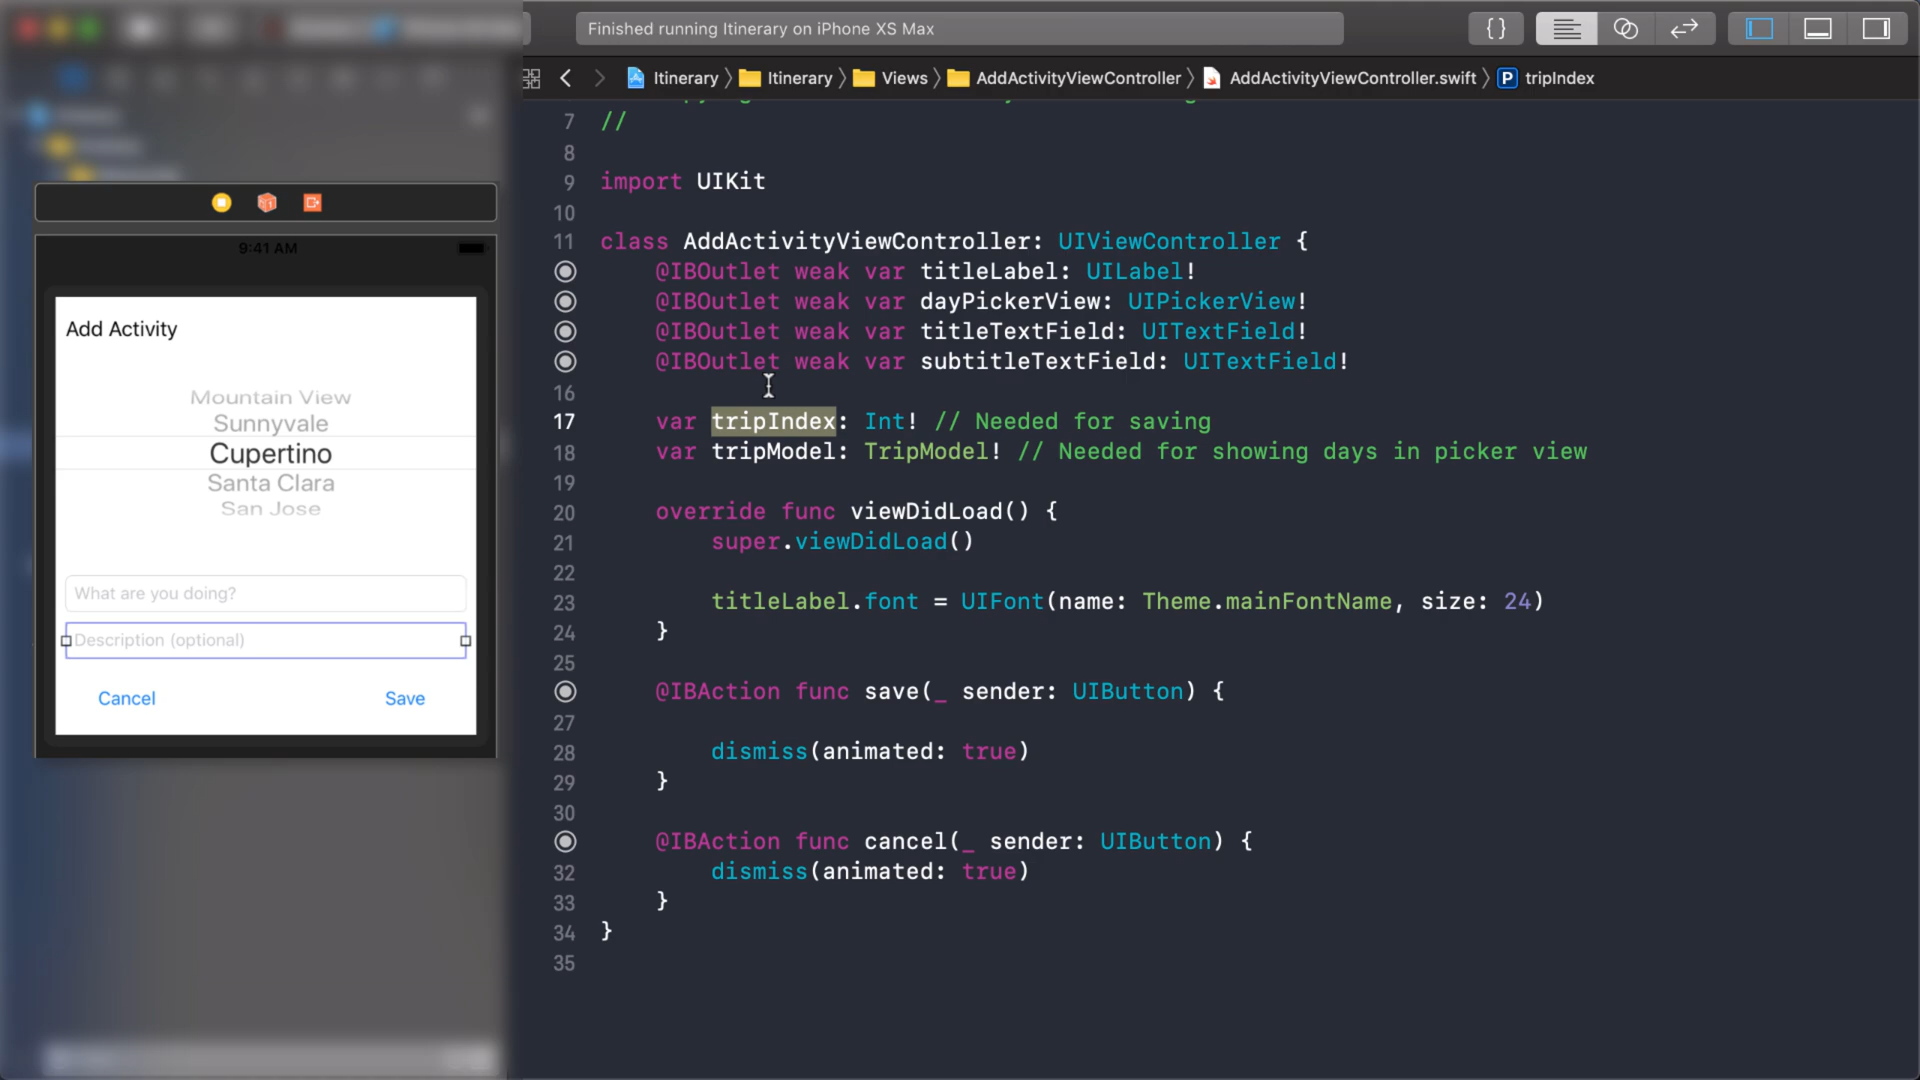 Finished running Itinerary on iPhone XS Max
{ }
Itinerary Itinerary Views AddActivityViewController AddActivityViewController.swift P tripIndex
7 //
8
9 import UIKit
10
11 class AddActivityViewController: UIViewController {
@IBOutlet weak var titleLabel: UILabel!
@IBOutlet weak var dayPickerView: UIPickerView!
@IBOutlet weak var titleTextField: UITextField!
@IBOutlet weak var subtitleTextField: UITextField!
16
17 var tripIndex: Int! // Needed for saving
18 var tripModel: TripModel! // Needed for showing days in picker view
19
20 override func viewDidLoad() {
21 super.viewDidLoad()
22
23 titleLabel.font = UIFont(name: Theme.mainFontName, size: 24)
24 }
25
@IBAction func save(_ sender: UIButton) {
27
28 dismiss(animated: true)
29 }
30
@IBAction func cancel(_ sender: UIButton) {
32 dismiss(animated: true)
33 }
34 }
35
9:41 AM
Add Activity
Mountain View
Sunnyvale
Cupertino
Santa Clara
San Jose
What are you doing?
Description (optional)
Cancel Save